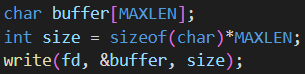 char buffer[MAXLEN];
int size = sizeof(char)*MAXLEN;
write(fd, &buffer, size);